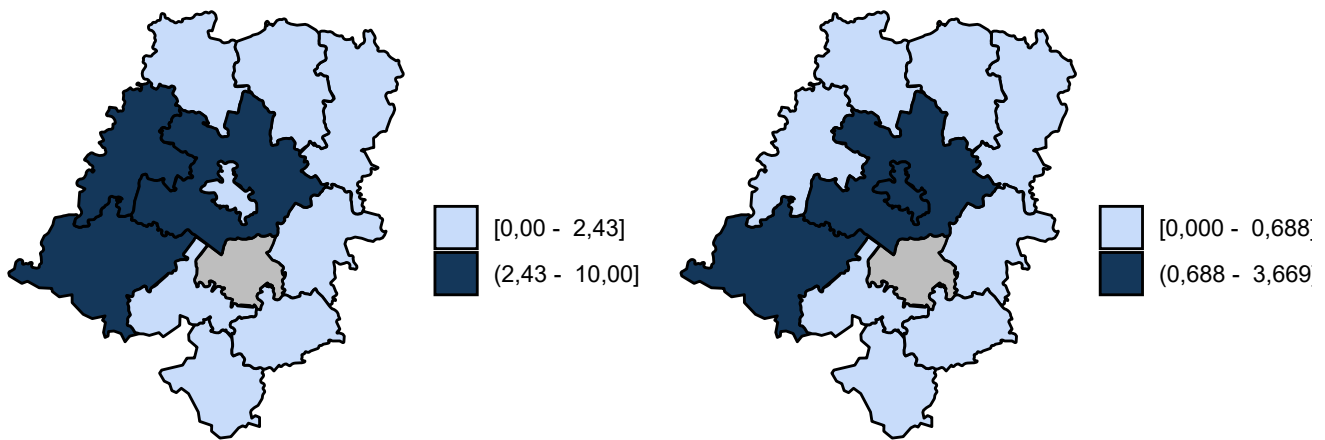 [0,00 - 2,43]
(2,43 - 10,00]
[0,000 - 0,688]
(0,688 - 3,669]